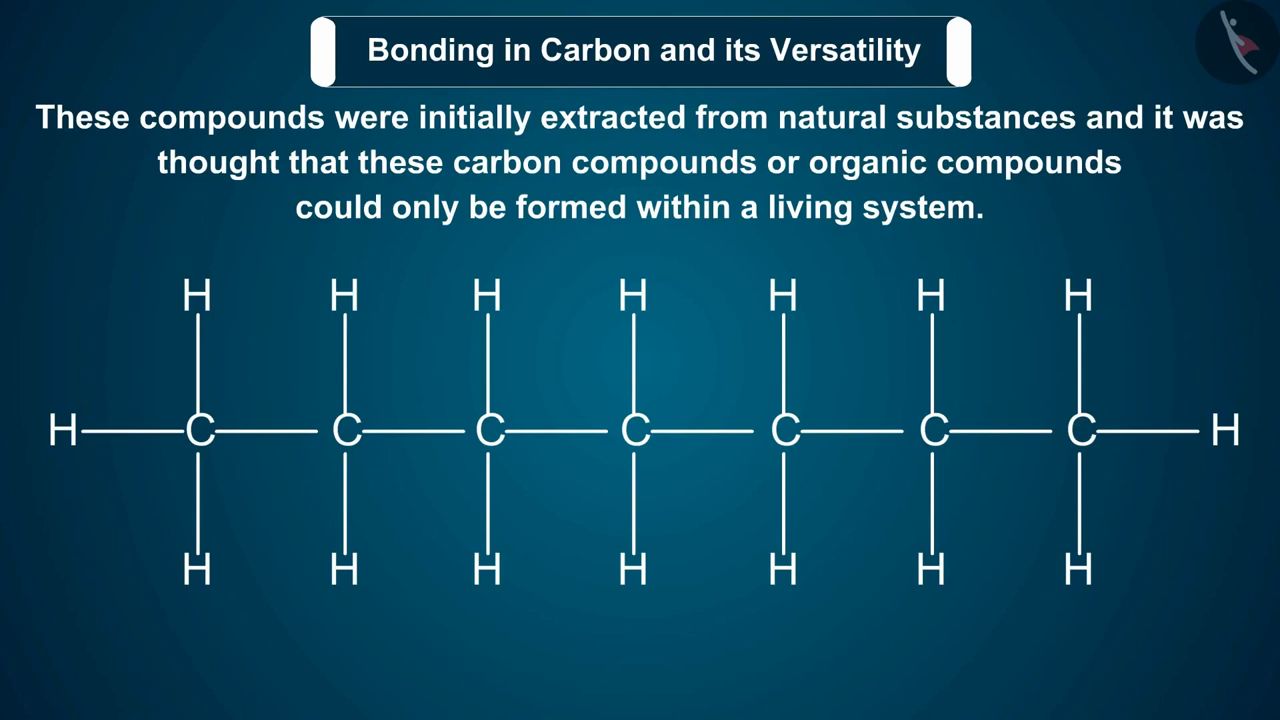 Bonding in Carbon and its Versatility
These compounds were initially extracted from natural substances and it was
thought that these carbon compounds or organic compounds
could only be formed within a living system.
H H H H H H H
H C C C C C C C H
H H H H H H H